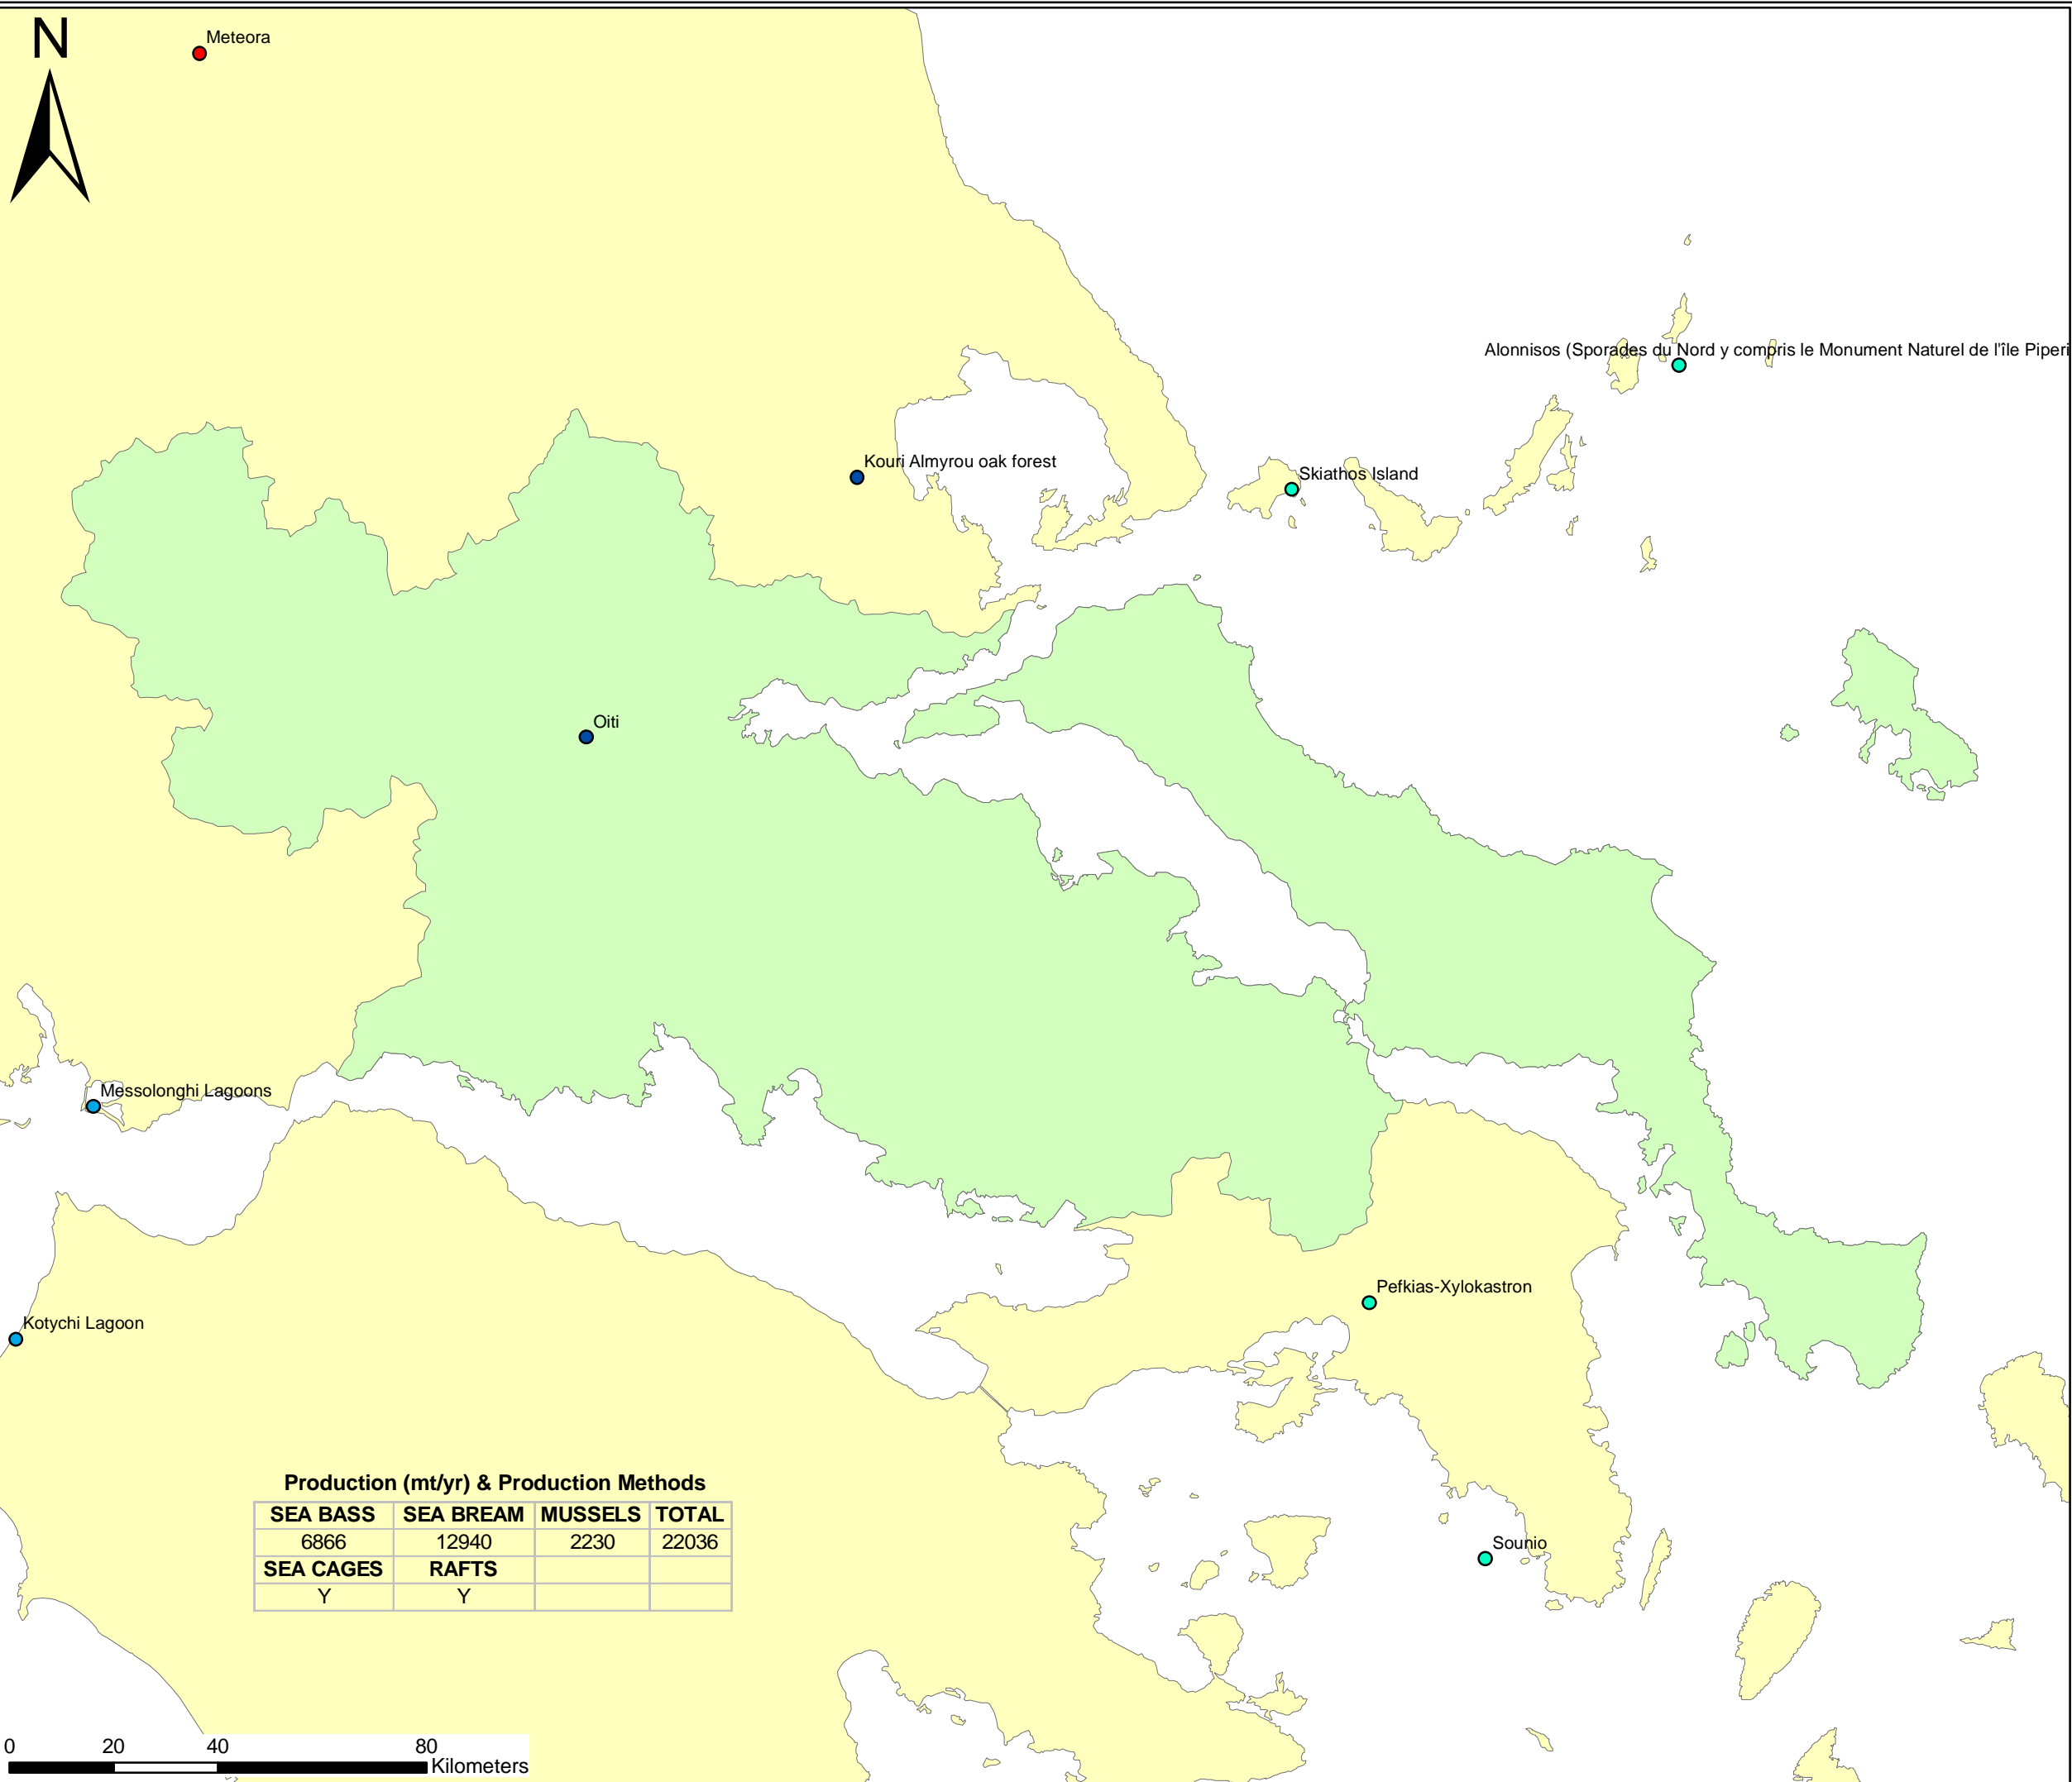 N
Meteora
Alonnisos (Sporades du Nord y compris le Monument Naturel de l'île Piperi
Kouri Almyrou oak forest
Skiathos Island
Oiti
Messolonghi Lagoons
Pefkias-Xylokastron
Kotychi Lagoon
Production (mt/yr) & Production Methods
SEA BASS SEA BREAM MUSSELS TOTAL
6866 12940 2230 22036
SEA CAGES RAFTS
Y Y
Sounio
0 20 40 80
Kilometers